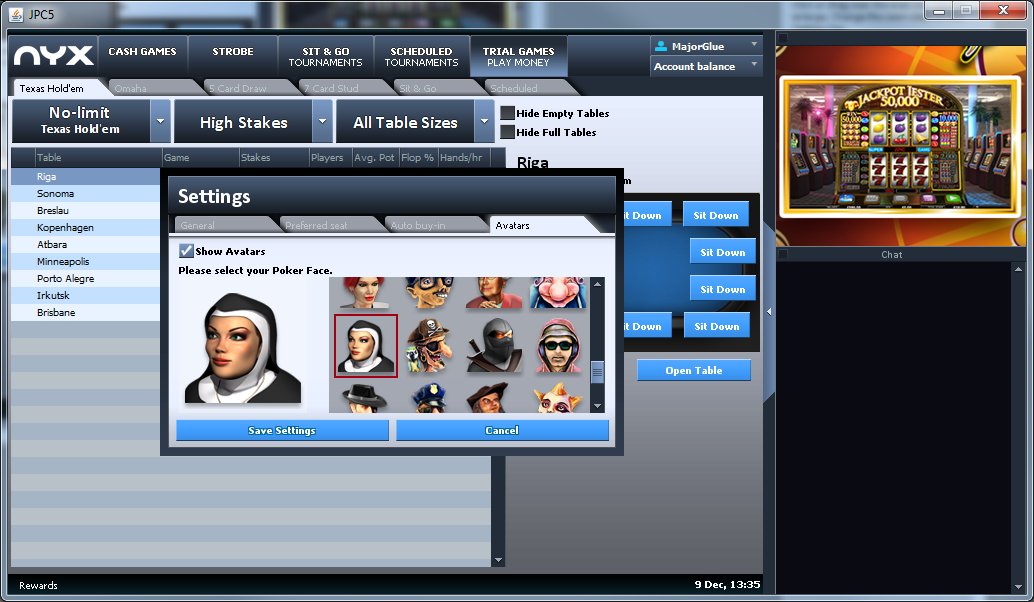 JPC5
nyx
CASH GAMES
STROBE
SIT & GO
TOURNAMENTS
SCHEDULED
TOURNAMENTS
TRIAL GAMES
PLAY MONEY
MajorGlue
Account balance
Texas Hold'em
Omaha
5 Card Draw
7 Card Stud
Sit & Go
Scheduled
No-limit
Texas Hold'em
High Stakes
All Table Sizes
Hide Empty Tables
Hide Full Tables
Table
Game
Stakes
Players
Avg. Pot
Flop %
Hands/hr
Riga
Sonoma
Breslau
Kopenhagen
Atbara
Minneapolis
Porto Alegre
Irkutsk
Brisbane
Riga
m
Settings
General
Preferred seat
Auto buy-in
Avatars
Show Avatars
Please select your Poker Face.
Save Settings
Cancel
it Down
Sit Down
Sit Down
Sit Down
it Down
Sit Down
Open Table
JACKPOT JESTER
50,000
Chat
Rewards
9 Dec, 13:35